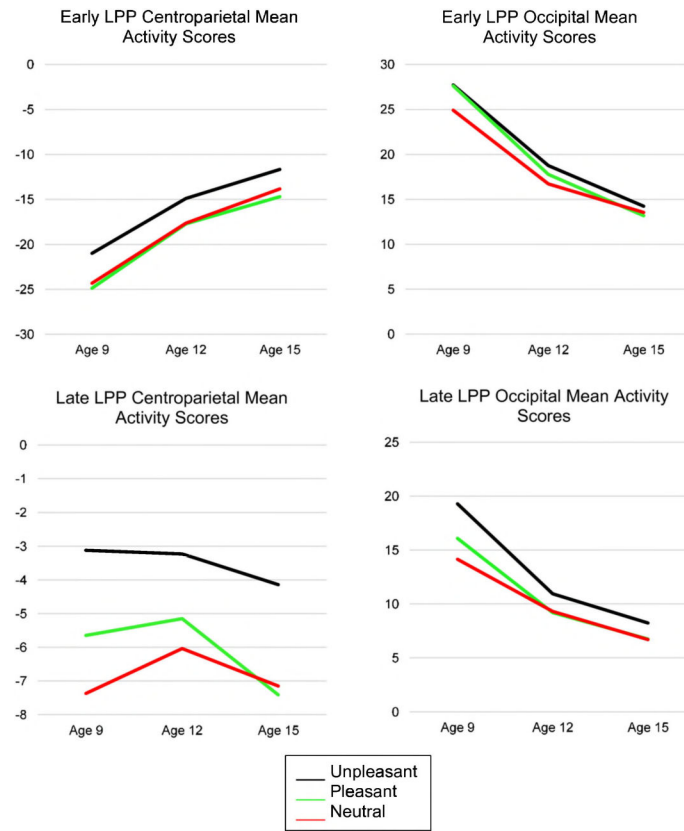 Early LPP Centroparietal Mean
Activity Scores
0
-5
-10
-15
-20
-25
-30
Age 9 Age 12 Age 15
Early LPP Occipital Mean
Activity Scores
30
25
20
15
10
5
0
Age 9 Age 12 Age 15
Late LPP Centroparietal Mean
Activity Scores
0
-1
-2
-3
-4
-5
-6
-7
-8
Age 9 Age 12 Age 15
Late LPP Occipital Mean Activity
Scores
25
20
15
10
5
0
Age 9 Age 12 Age 15
Unpleasant
Pleasant
Neutral